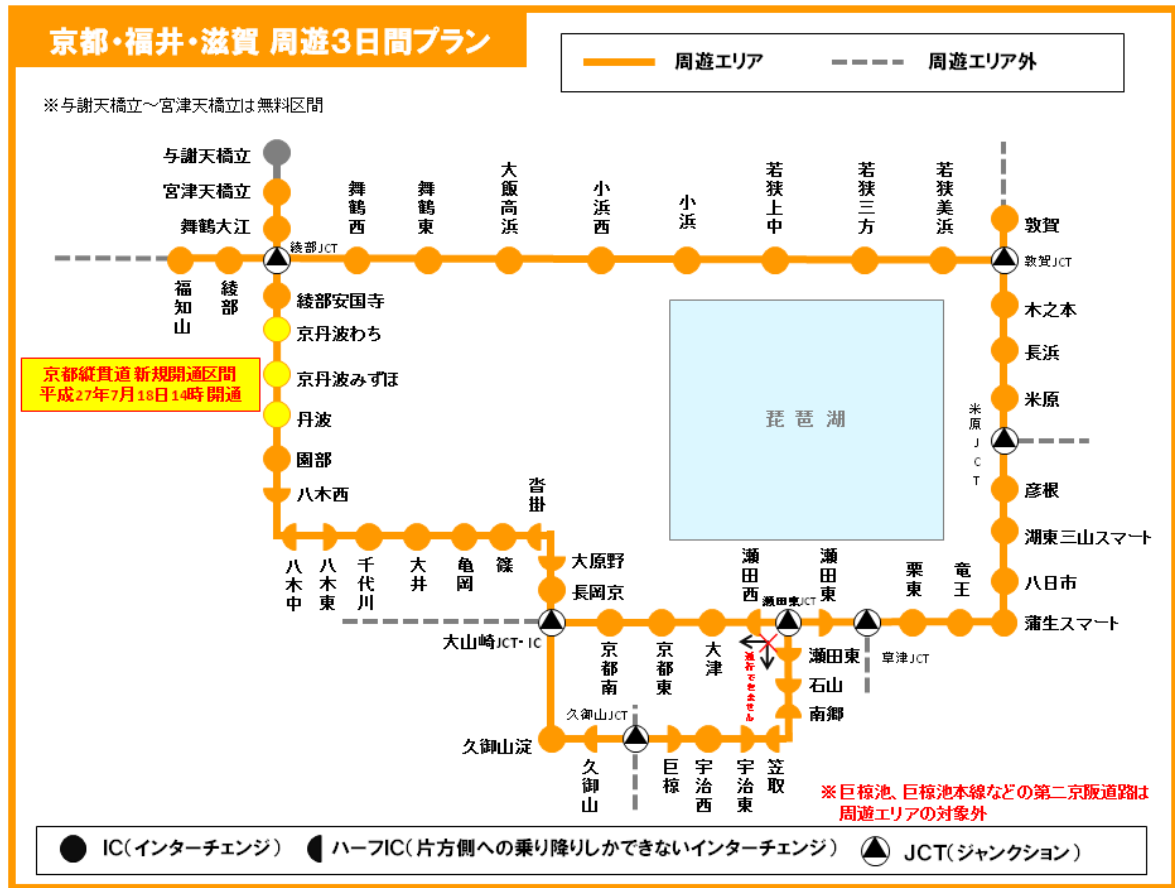 京都・福井・滋賀 周遊3日間プラン
周遊エリア
周遊エリア外
※与謝天橋立～宮津天橋立は無料区間
与謝天橋立
宮津天橋立
舞鶴大江
綾部JCT
舞鶴西
舞鶴東
大飯高浜
小浜西
小浜
若狭上中
若狭三方
若狭美浜
敦賀
敦賀JCT
福知山
綾部
綾部安国寺
京丹波わち
京丹波みずほ
丹波
園部
八木西
京都縦貫道 新規開通区間
平成27年7月18日14時 開通
木之本
長浜
米原
米原JCT
琵琶湖
彦根
湖東三山スマート
八日市
蒲生スマート
八木中
八木東
千代川
大井
亀岡
篠
沓掛
大原野
長岡京
大山崎JCT・IC
京都南
京都東
大津
瀬田西
瀬田東JCT
瀬田東
草津JCT
栗東
竜王
通行できません
瀬田東
石山
南郷
久御山淀
久御山
久御山JCT
巨椋
宇治西
宇治東
笠取
※巨椋池、巨椋池本線などの第二京阪道路は
周遊エリアの対象外
IC(インターチェンジ)
ハーフIC(片方側への乗り降りしかできないインターチェンジ)
JCT(ジャンクション)